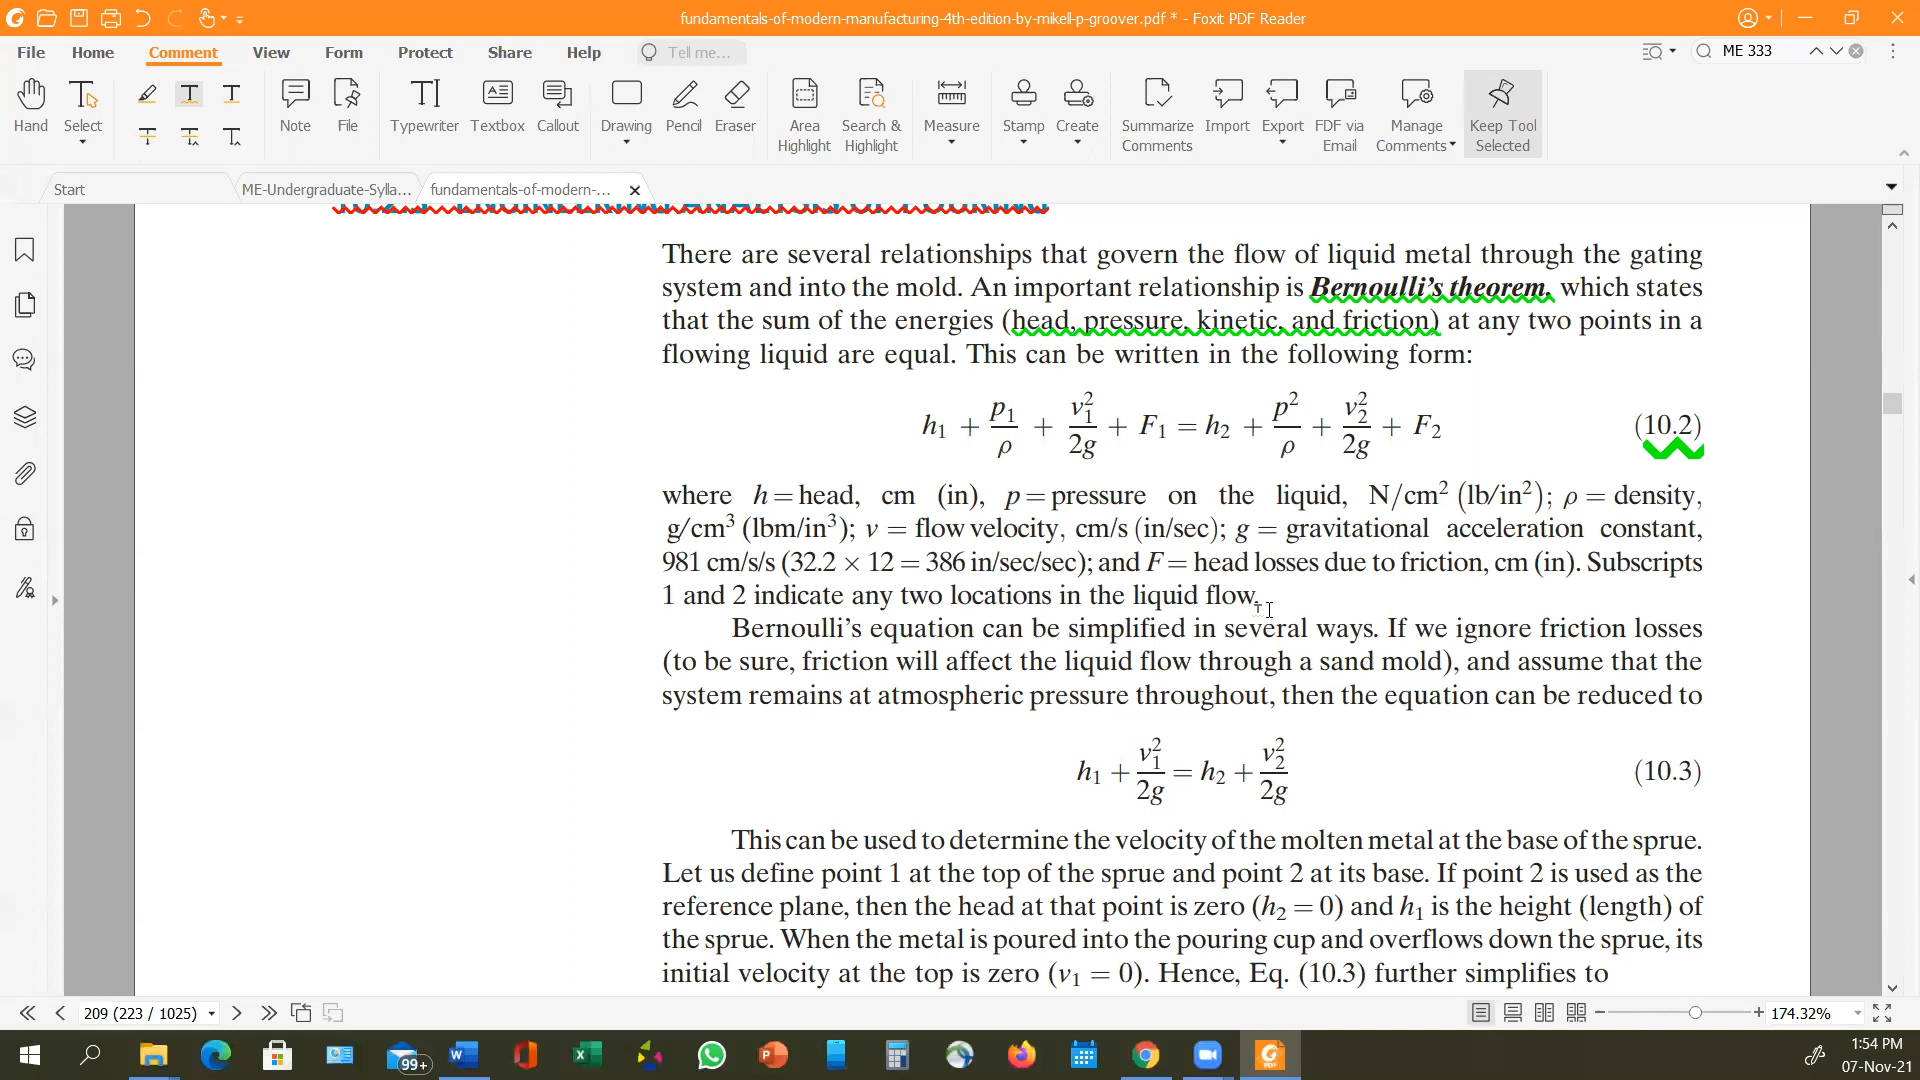 fundamentals-of-modern-manufacturing-4th-edition-by-mikell-p-groover.pdf * - Foxit PDF Reader
File Home Comment View Form Protect Share Help Tell me... ME 333
Hand Select Note File Typewriter Textbox Callout Drawing Pencil Eraser Area Highlight Search & Highlight Measure Stamp Create Summarize Comments Import Export FDF via Email Manage Comments Keep Tool Selected
Start ME-Undergraduate-Sylla... fundamentals-of-modern-...
There are several relationships that govern the flow of liquid metal through the gating
system and into the mold. An important relationship is Bernoulli's theorem, which states
that the sum of the energies (head, pressure, kinetic, and friction) at any two points in a
flowing liquid are equal. This can be written in the following form:
h₁ + p₁/ρ + v₁²/2g + F₁ = h₂ + p²/ρ + v₂²/2g + F₂ (10.2)
where h = head, cm (in), p = pressure on the liquid, N/cm² (lb/in²); ρ = density,
g/cm³ (lbm/in³); v = flow velocity, cm/s (in/sec); g = gravitational acceleration constant,
981 cm/s/s (32.2 × 12 = 386 in/sec/sec); and F = head losses due to friction, cm (in). Subscripts
1 and 2 indicate any two locations in the liquid flow.
Bernoulli's equation can be simplified in several ways. If we ignore friction losses
(to be sure, friction will affect the liquid flow through a sand mold), and assume that the
system remains at atmospheric pressure throughout, then the equation can be reduced to
h₁ + v₁²/2g = h₂ + v₂²/2g (10.3)
This can be used to determine the velocity of the molten metal at the base of the sprue.
Let us define point 1 at the top of the sprue and point 2 at its base. If point 2 is used as the
reference plane, then the head at that point is zero (h₂ = 0) and h₁ is the height (length) of
the sprue. When the metal is poured into the pouring cup and overflows down the sprue, its
initial velocity at the top is zero (v₁ = 0). Hence, Eq. (10.3) further simplifies to
209 (223 / 1025) 174.32%
99+
1:54 PM
07-Nov-21